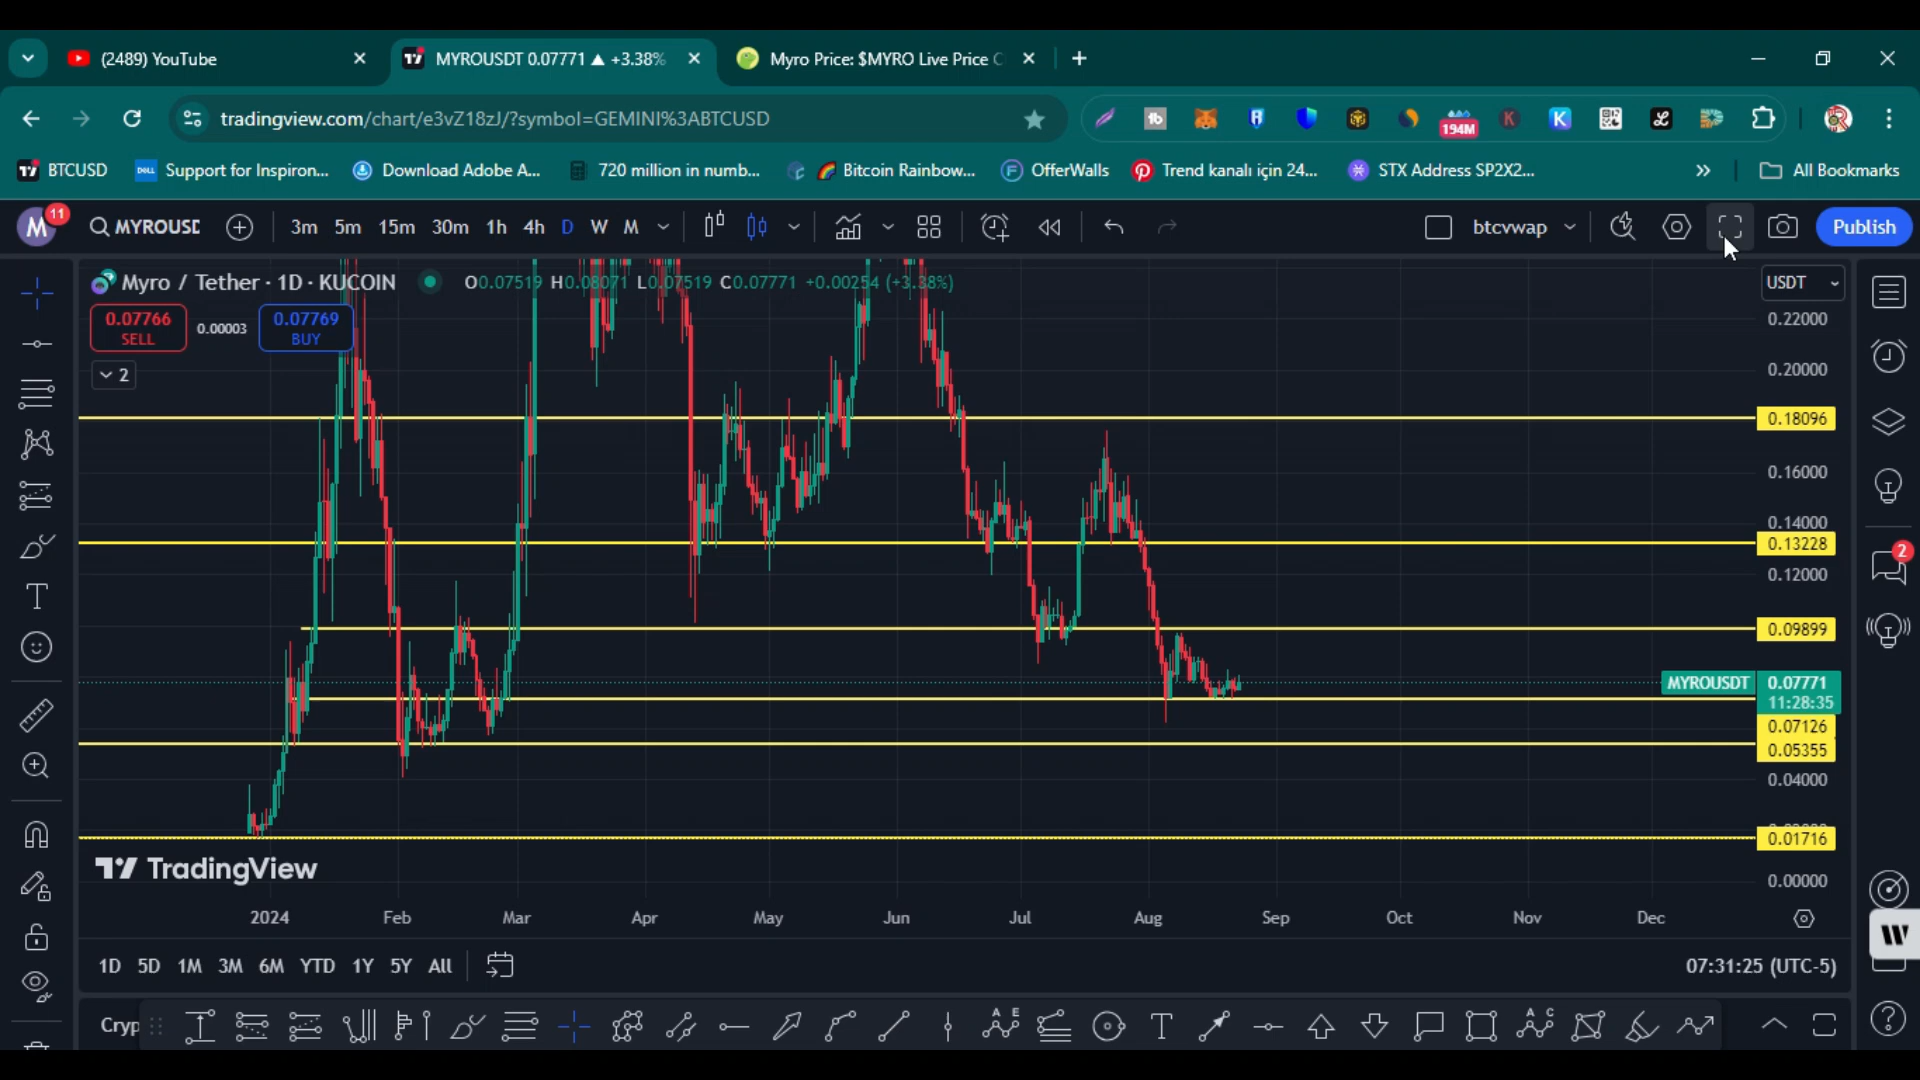 (2489) YouTube
MYROUSDT 0.07771 ▲ +3.38%
Myro Price: $MYRO Live Price C
tradingview.com/chart/e3vZ18zJ/?symbol=GEMINI%3ABTCUSD
194M
BTCUSD
Support for Inspiron...
Download Adobe A...
720 million in numb...
Bitcoin Rainbow...
OfferWalls
Trend kanalı için 24...
STX Address SP2X2...
All Bookmarks
M 11
MYROUSD
3m 5m 15m 30m 1h 4h D W M
btcvwap
Publish
Myro / Tether · 1D · KUCOIN
O0.07519 H0.08071 L0.07519 C0.07771 +0.00254 (+3.38%)
USDT
0.07766
SELL
0.00003
0.07769
BUY
2
0.22000
0.20000
0.18096
0.16000
0.14000
0.13228
0.12000
0.09899
MYROUSDT 0.07771
11:28:35
0.07126
0.05355
0.04000
0.01716
0.00000
2
TradingView
2024 Feb Mar Apr May Jun Jul Aug Sep Oct Nov Dec
1D 5D 1M 3M 6M YTD 1Y 5Y All
07:31:25 (UTC-5)
Cryp